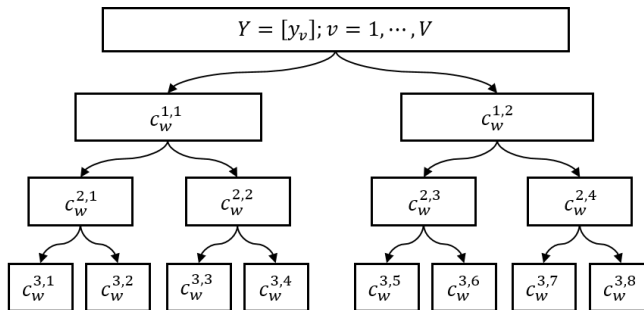 Y = [y_v]; v = 1, ⋯ , V
c_w^{1,1} c_w^{1,2}
c_w^{2,1} c_w^{2,2} c_w^{2,3} c_w^{2,4}
c_w^{3,1} c_w^{3,2} c_w^{3,3} c_w^{3,4} c_w^{3,5} c_w^{3,6} c_w^{3,7} c_w^{3,8}